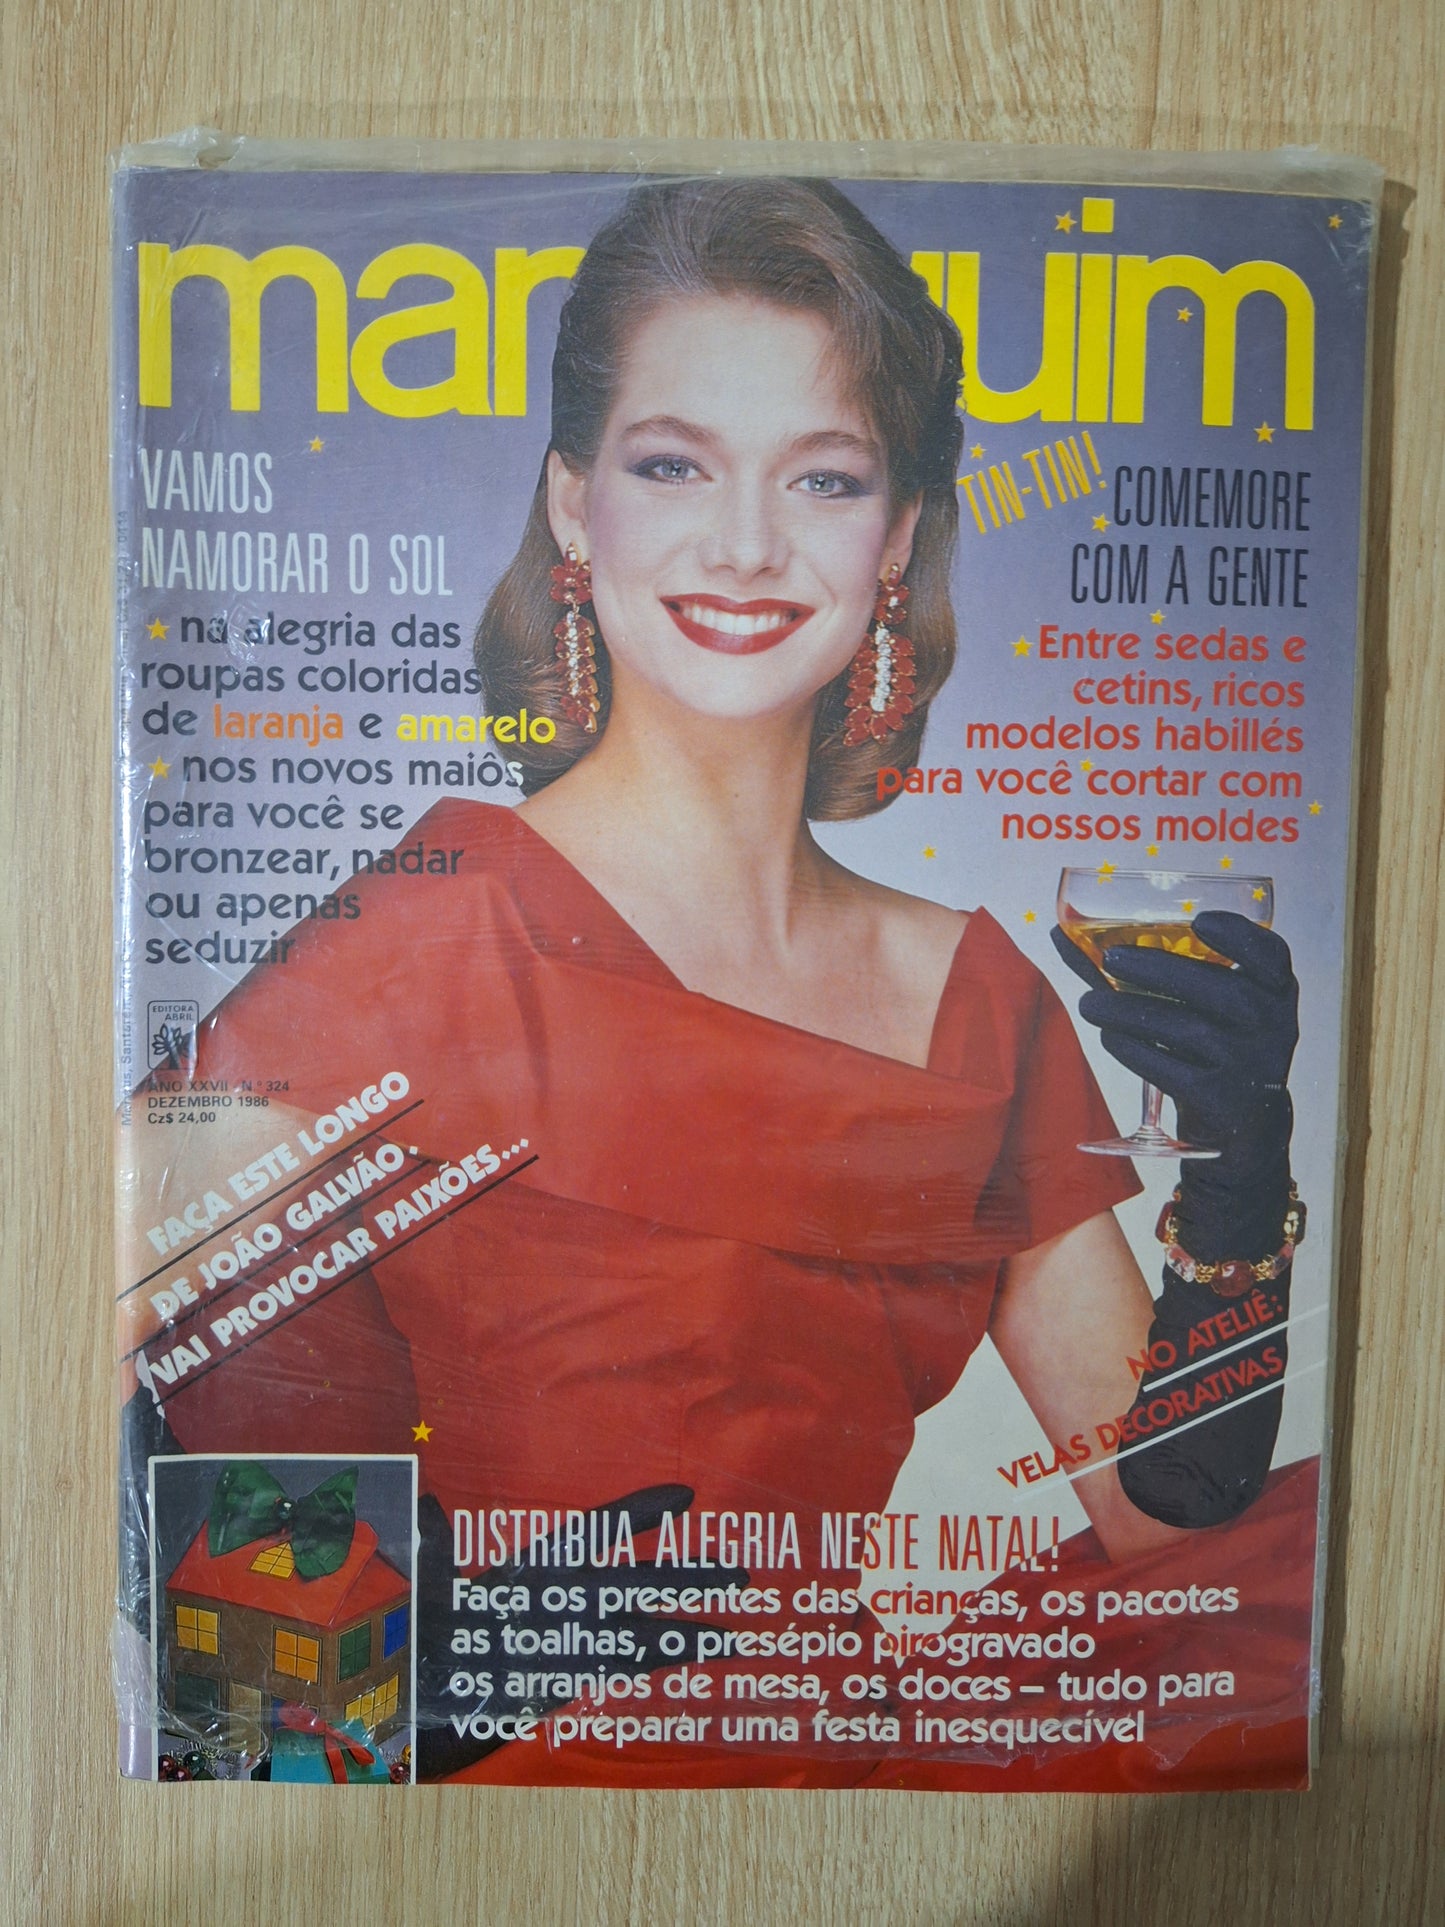 manequim
VAMOS
NAMORAR O SOL
na alegria das
roupas coloridas
de laranja e amarelo
nos novos maiôs
para você se
bronzear, nadar
ou apenas
seduzir
TIN-TIN!
COMEMORE
COM A GENTE
Entre sedas e
cetins, ricos
modelos habillés
para você cortar com
nossos moldes
EDITORA
ABRIL
ANO XXVII - N.° 324
DEZEMBRO 1986
Cz$ 24,00
FAÇA ESTE LONGO
DE JOÃO GALVÃO.
VAI PROVOCAR PAIXÕES...
NO ATELIÊ:
VELAS DECORATIVAS
DISTRIBUA ALEGRIA NESTE NATAL!
Faça os presentes das crianças, os pacotes
as toalhas, o presépio pirogravado
os arranjos de mesa, os doces – tudo para
você preparar uma festa inesquecível